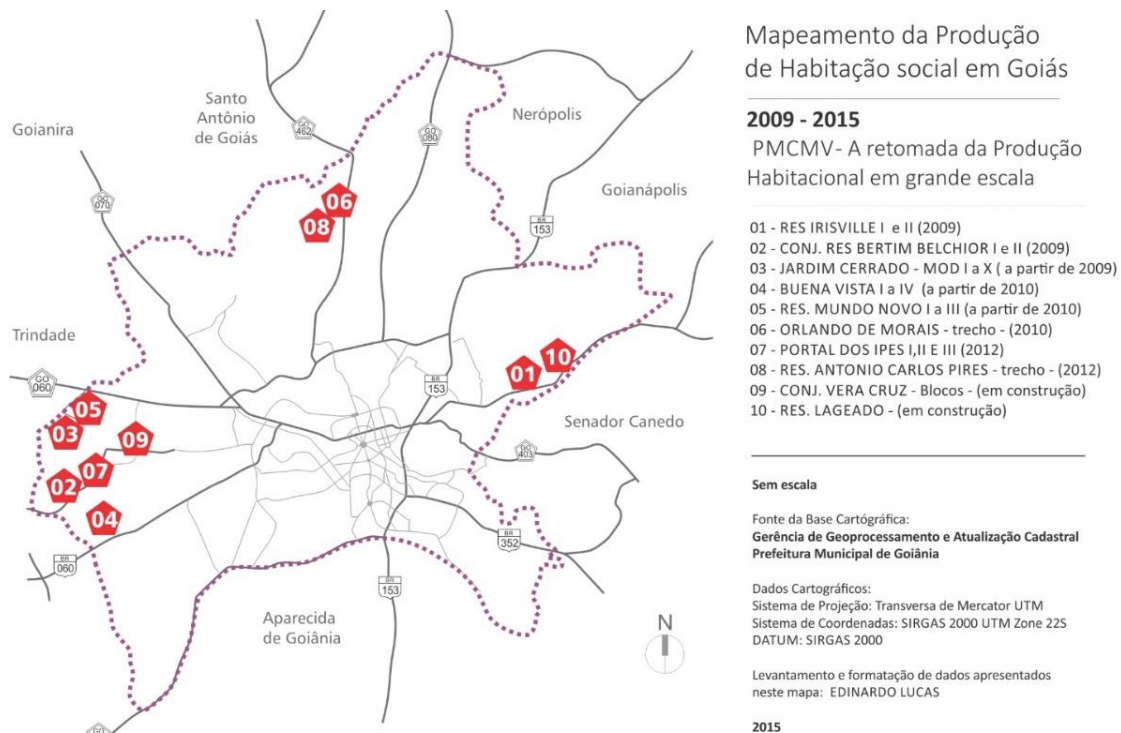 Santo
Antônio
de Goiás
Nerópolis
Goianira
Goianápolis
Trindade
Senador Canedo
Aparecida
de Goiânia
GO
462
GO
080
GO
070
BR
153
GO
060
BR
153
GO
403
BR
352
BR
060
BR
153
GO
06
08
10
01
05
03
09
07
02
04
N
Mapeamento da Produção
de Habitação social em Goiás
2009 - 2015
PMCMV - A retomada da Produção
Habitacional em grande escala
01 - RES IRISVILLE I e II (2009)
02 - CONJ. RES BERTIM BELCHIOR I e II (2009)
03 - JARDIM CERRADO - MOD I a X ( a partir de 2009)
04 - BUENA VISTA I a IV (a partir de 2010)
05 - RES. MUNDO NOVO I a III (a partir de 2010)
06 - ORLANDO DE MORAIS - trecho - (2010)
07 - PORTAL DOS IPES I,II E III (2012)
08 - RES. ANTONIO CARLOS PIRES - trecho - (2012)
09 - CONJ. VERA CRUZ - Blocos - (em construção)
10 - RES. LAGEADO - (em construção)
Sem escala
Fonte da Base Cartógráfica:
Gerência de Geoprocessamento e Atualização Cadastral
Prefeitura Municipal de Goiânia
Dados Cartográficos:
Sistema de Projeção: Transversa de Mercator UTM
Sistema de Coordenadas: SIRGAS 2000 UTM Zone 22S
DATUM: SIRGAS 2000
Levantamento e formatação de dados apresentados
neste mapa: EDINARDO LUCAS
2015